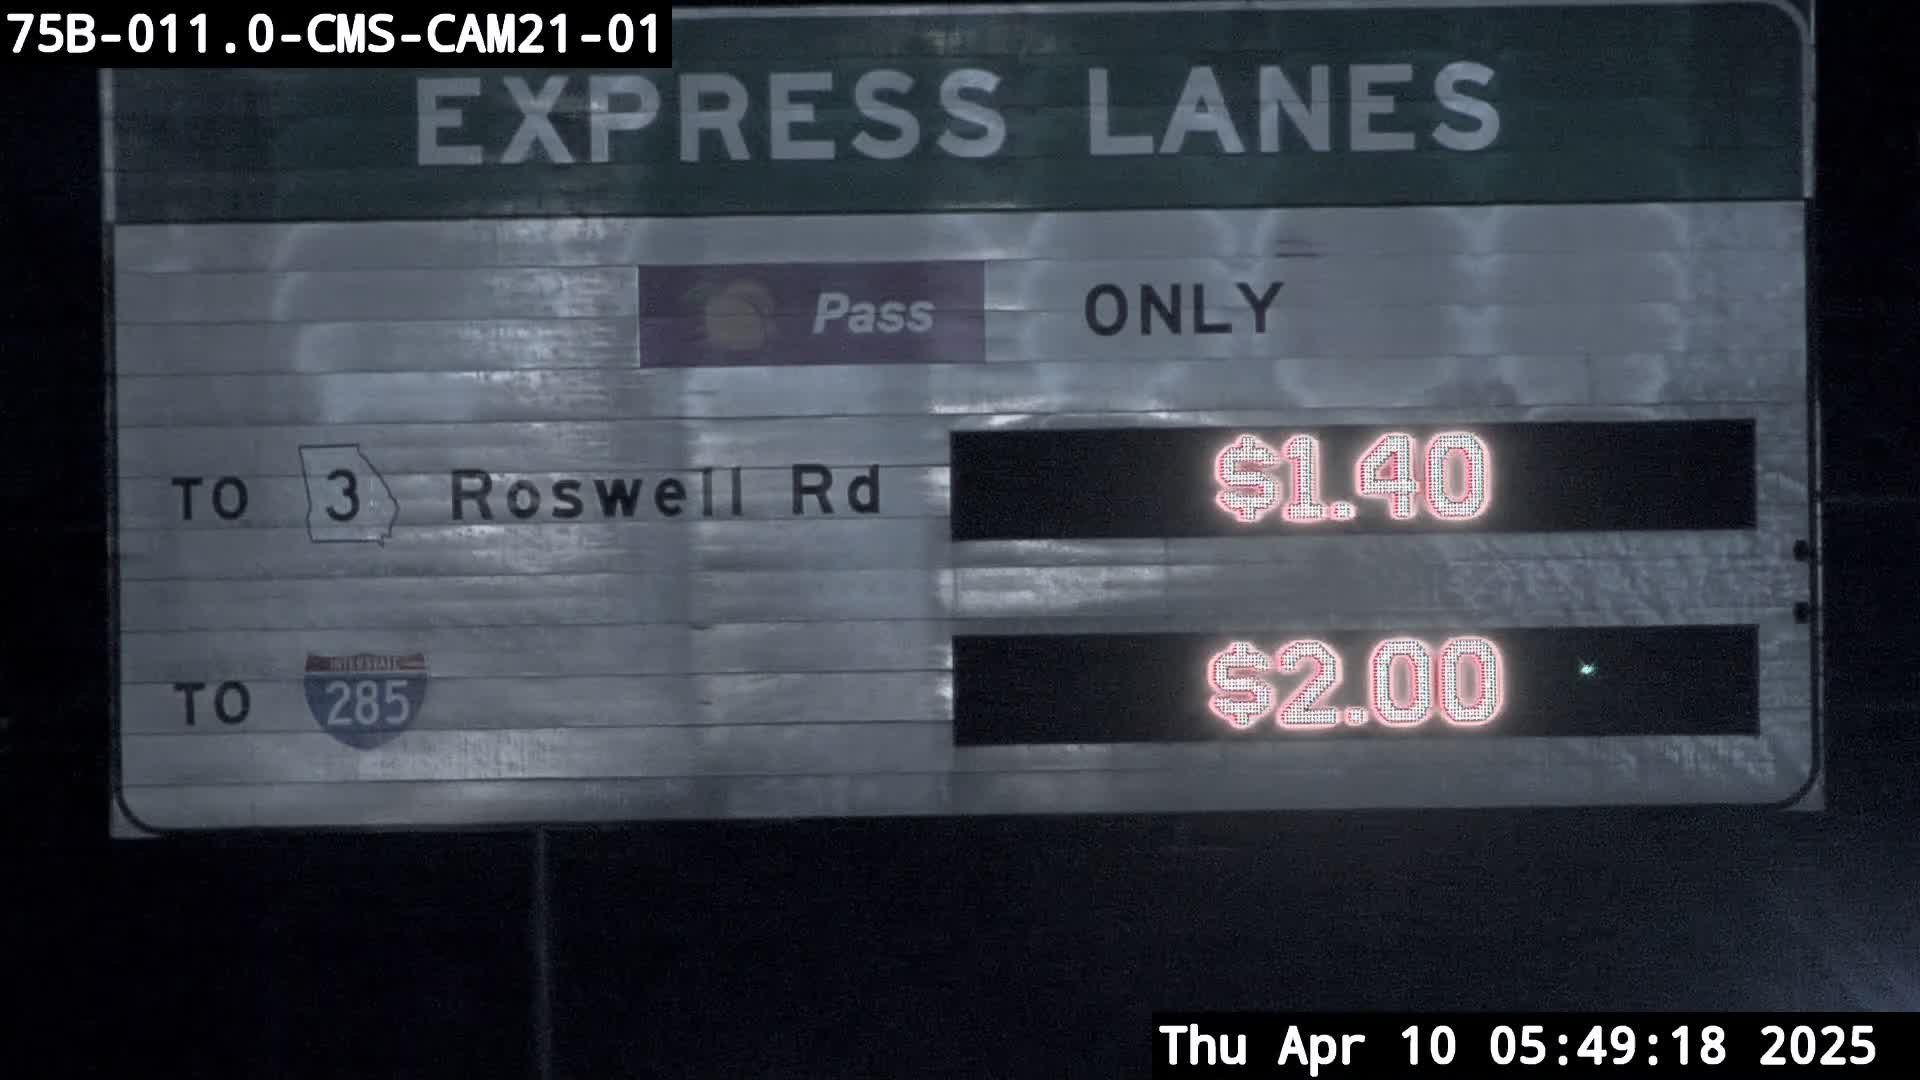 75B-011.0-CMS-CAM21-01
EXPRESS LANES
Pass ONLY
TO 3 Roswell Rd $1.40
TO INTERSTATE 285 $2.00
Thu Apr 10 05:49:18 2025